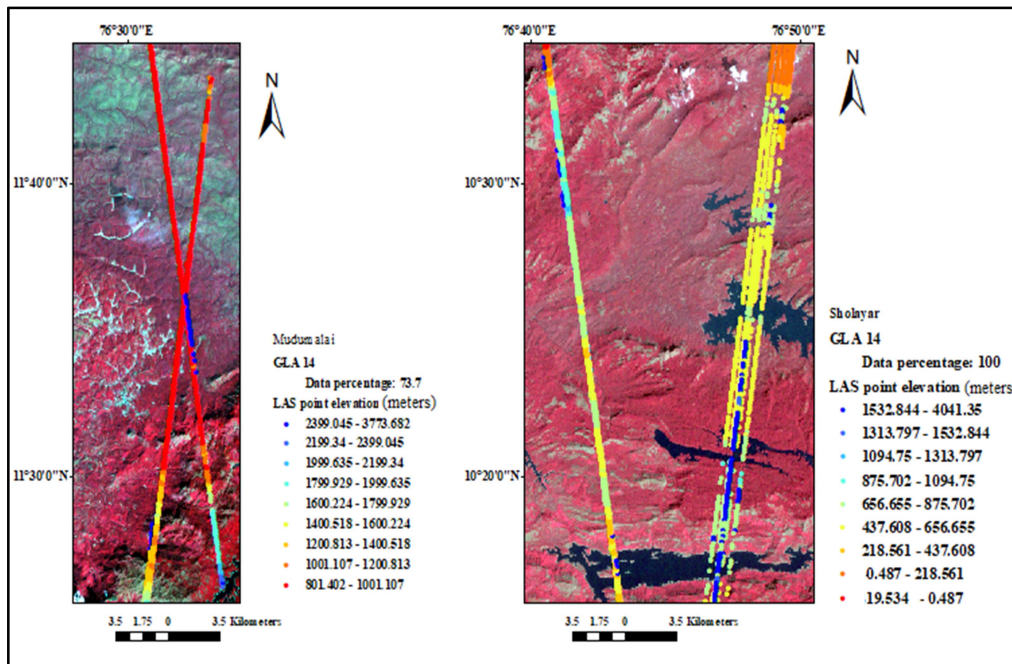 76°30'0"E
N
11°40'0"N
11°30'0"N
Mudumalai
GLA 14
Data percentage: 73.7
LAS point elevation (meters)
2399.045 - 3773.682
2199.34 - 2399.045
1999.635 - 2199.34
1799.929 - 1999.635
1600.224 - 1799.929
1400.518 - 1600.224
1200.813 - 1400.518
1001.107 - 1200.813
801.402 - 1001.107
3.5 1.75 0 3.5 Kilometers
76°40'0"E
76°50'0"E
N
10°30'0"N
10°20'0"N
Sholayar
GLA 14
Data percentage: 100
LAS point elevation (meters)
1532.844 - 4041.35
1313.797 - 1532.844
1094.75 - 1313.797
875.702 - 1094.75
656.655 - 875.702
437.608 - 656.655
218.561 - 437.608
0.487 - 218.561
19.534 - 0.487
3.5 1.75 0 3.5 Kilometers